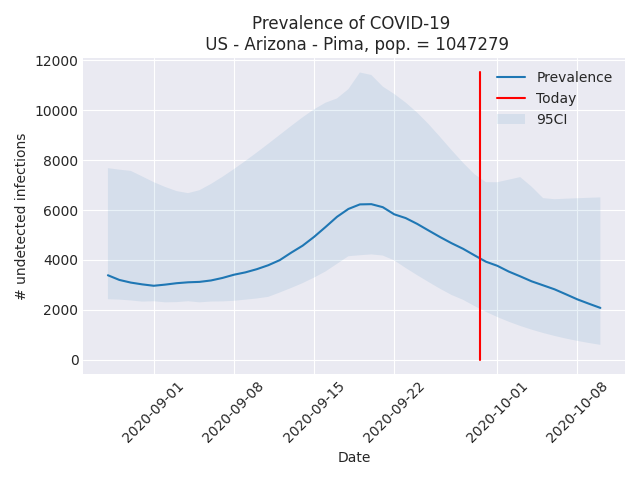 Prevalence of COVID-19
US - Arizona - Pima, pop. = 1047279
12000
10000
8000
6000
4000
2000
0
# undetected infections
Prevalence
Today
95CI
2020-09-01
2020-09-08
2020-09-15
2020-09-22
2020-10-01
2020-10-08
Date